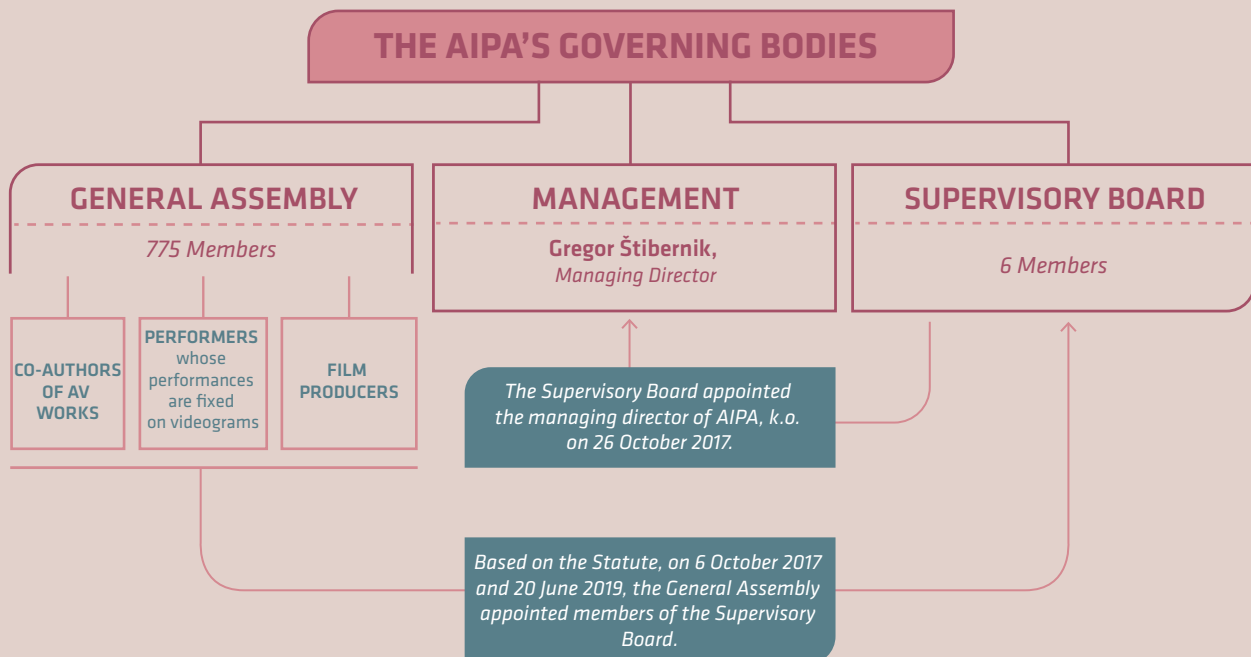 THE AIPA'S GOVERNING BODIES
GENERAL ASSEMBLY
775 Members
CO-AUTHORS
OF AV
WORKS
PERFORMERS
whose
performances
are fixed
on videograms
FILM
PRODUCERS
MANAGEMENT
Gregor Štibernik,
Managing Director
SUPERVISORY BOARD
6 Members
The Supervisory Board appointed
the managing director of AIPA, k.o.
on 26 October 2017.
Based on the Statute, on 6 October 2017
and 20 June 2019, the General Assembly
appointed members of the Supervisory
Board.